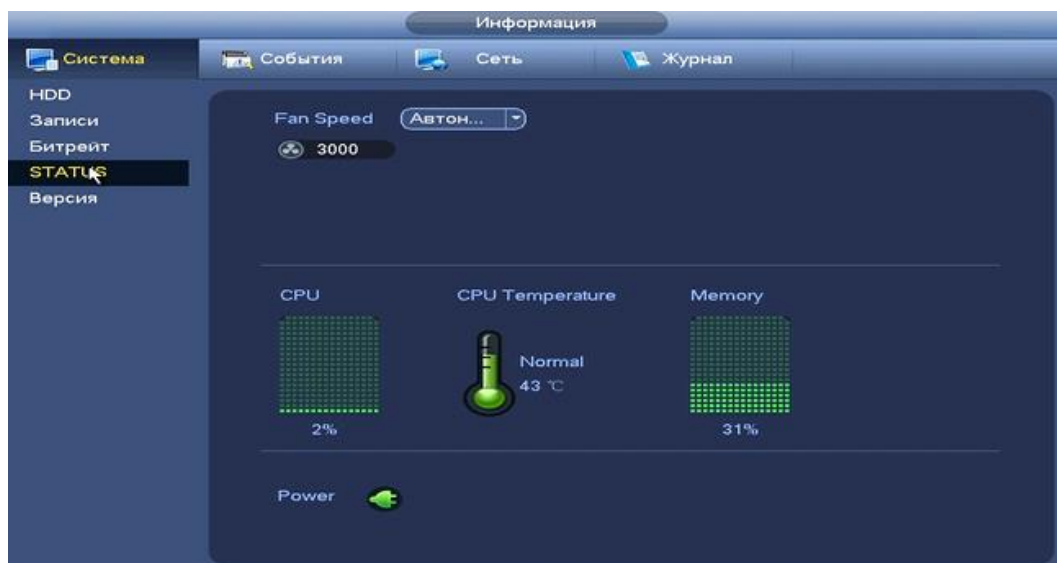 Информация
Система События Сеть Журнал
HDD
Записи
Битрейт
STATUS
Версия
Fan Speed Автон...
3000
CPU CPU Temperature Memory
Normal
43 °C
2% 31%
Power